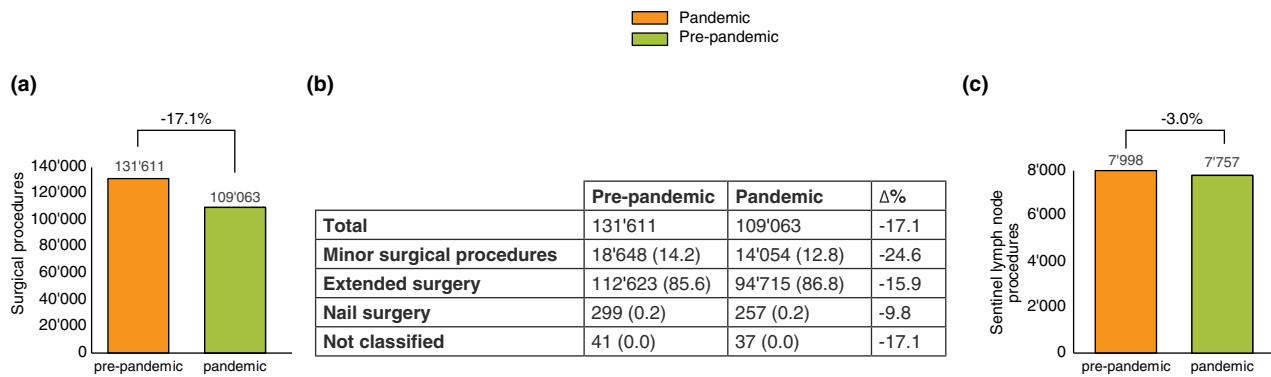 Pandemic
Pre-pandemic
(a)
-17.1%
131'611
109'063
Surgical procedures
140'000
120'000
100'000
80'000
60'000
40'000
20'000
0
pre-pandemic pandemic
(b)
Pre-pandemic Pandemic Δ%
Total 131'611 109'063 -17.1
Minor surgical procedures 18'648 (14.2) 14'054 (12.8) -24.6
Extended surgery 112'623 (85.6) 94'715 (86.8) -15.9
Nail surgery 299 (0.2) 257 (0.2) -9.8
Not classified 41 (0.0) 37 (0.0) -17.1
(c)
-3.0%
7'998
7'757
Sentinel lymph node
procedures
8'000
6'000
4'000
2'000
0
pre-pandemic pandemic